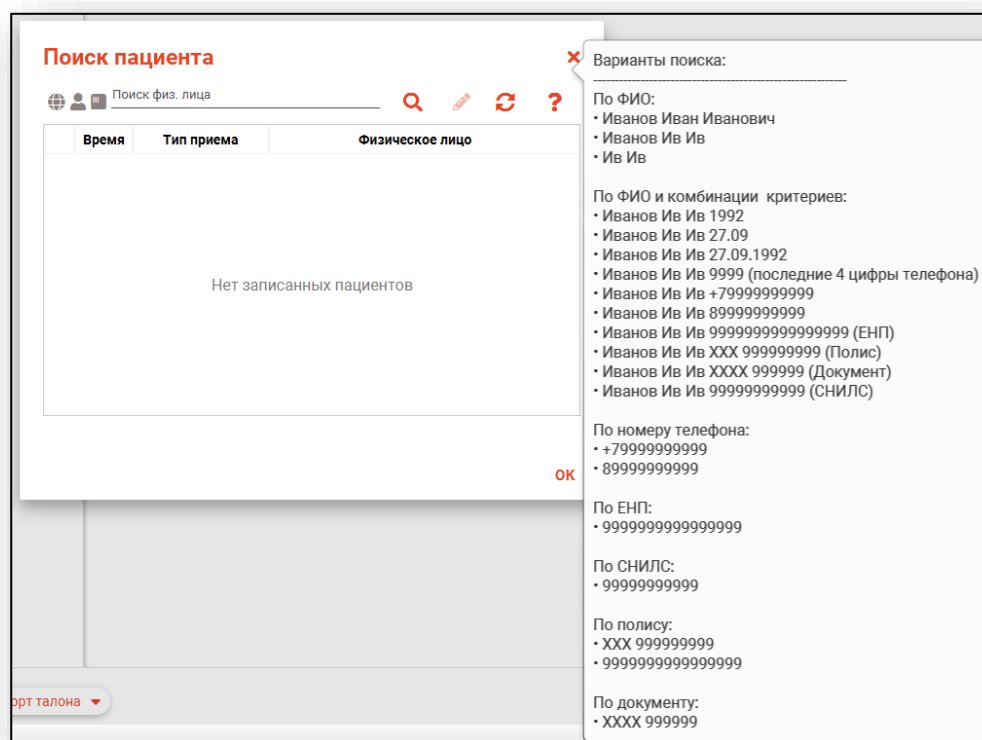 Поиск пациента
Поиск физ. лица
?
Время Тип приема Физическое лицо
Нет записанных пациентов
ОК
орт талона
Варианты поиска:
По ФИО:
• Иванов Иван Иванович
• Иванов Ив Ив
• Ив Ив
По ФИО и комбинации критериев:
• Иванов Ив Ив 1992
• Иванов Ив Ив 27.09
• Иванов Ив Ив 27.09.1992
• Иванов Ив Ив 9999 (последние 4 цифры телефона)
• Иванов Ив Ив +79999999999
• Иванов Ив Ив 89999999999
• Иванов Ив Ив 9999999999999999 (ЕНП)
• Иванов Ив Ив XXX 999999999 (Полис)
• Иванов Ив Ив XXXX 999999 (Документ)
• Иванов Ив Ив 99999999999 (СНИЛС)
По номеру телефона:
• +79999999999
• 89999999999
По ЕНП:
• 9999999999999999
По СНИЛС:
• 99999999999
По полису:
• XXX 999999999
• 9999999999999999
По документу:
• XXXX 999999